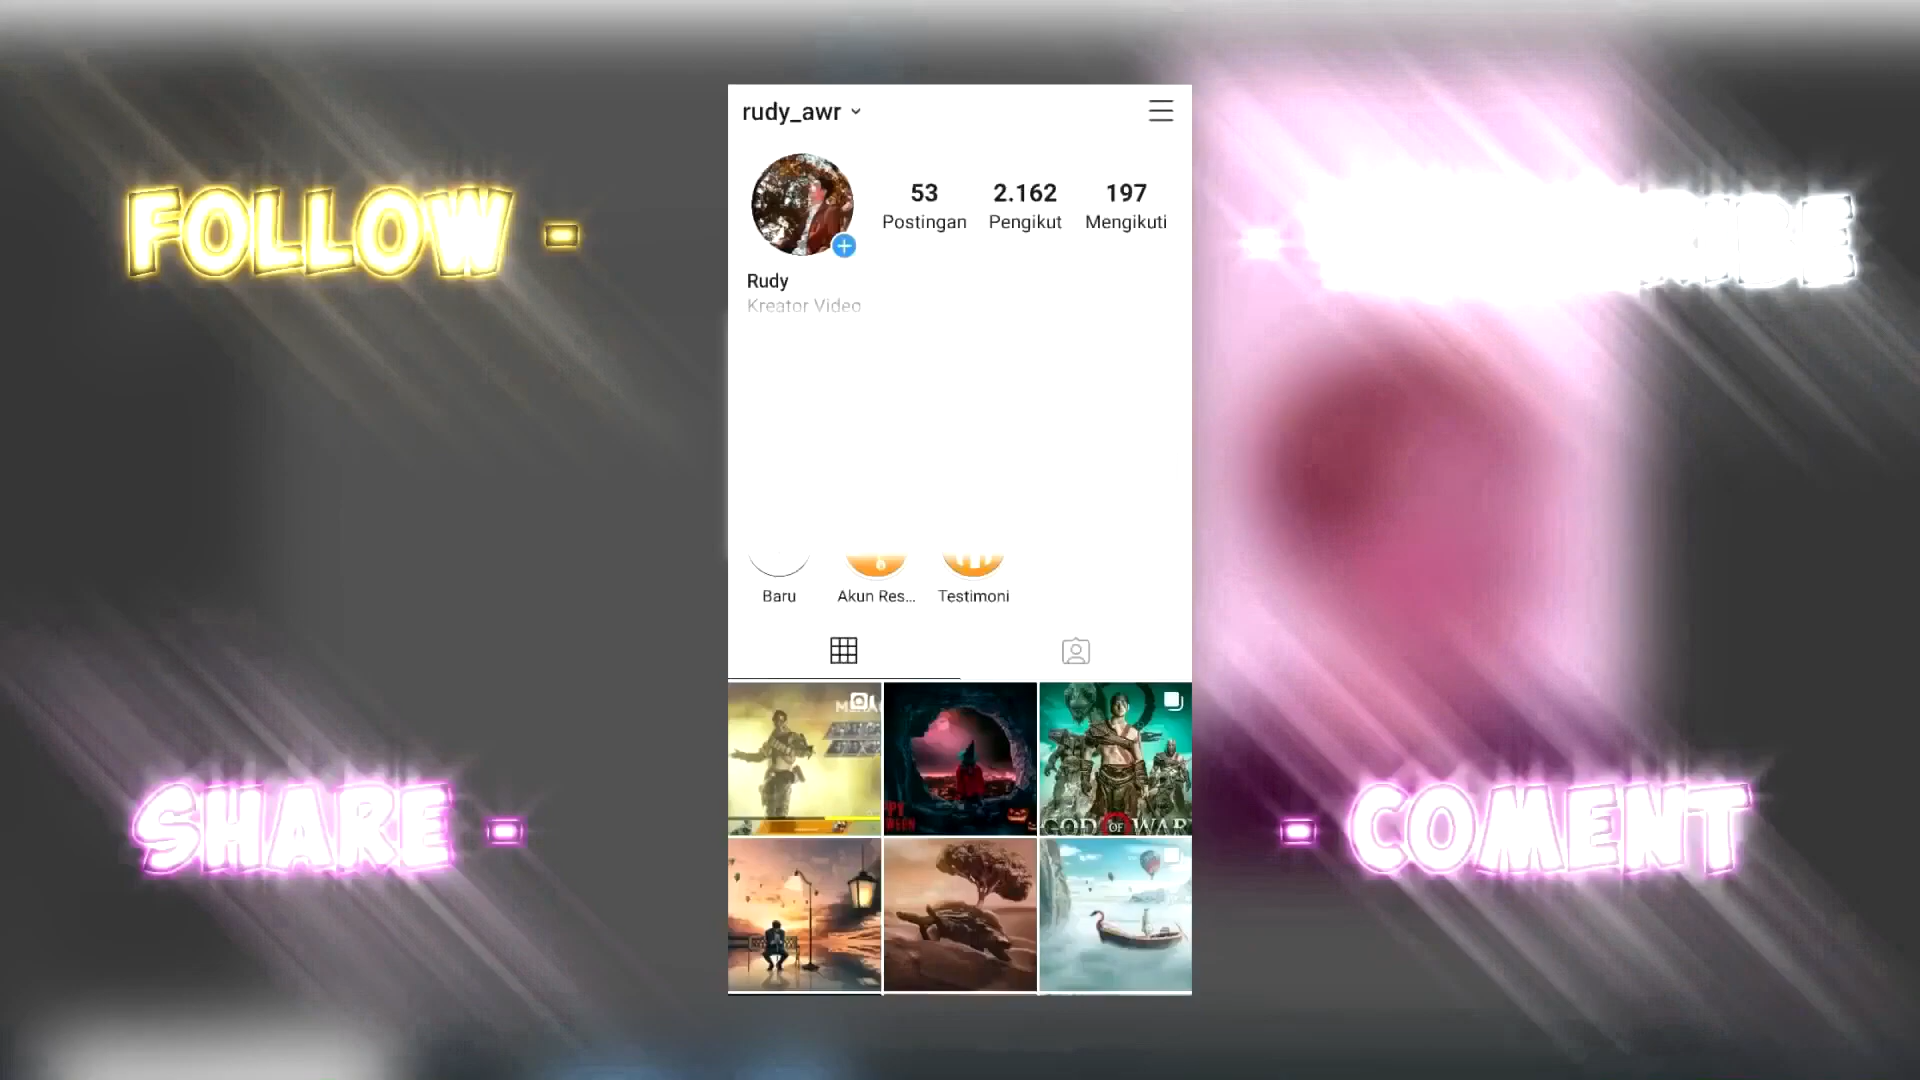 FOLLOW -
rudy_awr
53 2.162 197
Postingan Pengikut Mengikuti
Rudy
Kreator Video
Baru Akun Res... Testimoni
GOD OF WAR
SHARE -
- COMENT